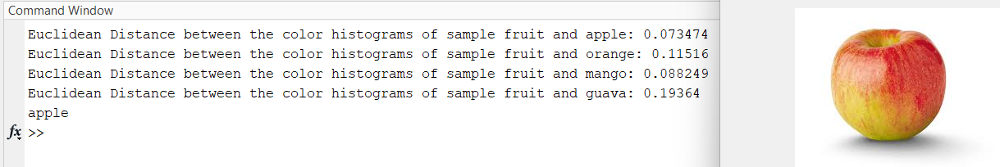 Command Window
Euclidean Distance between the color histograms of sample fruit and apple: 0.073474
Euclidean Distance between the color histograms of sample fruit and orange: 0.11516
Euclidean Distance between the color histograms of sample fruit and mango: 0.088249
Euclidean Distance between the color histograms of sample fruit and guava: 0.19364
apple
fx >>